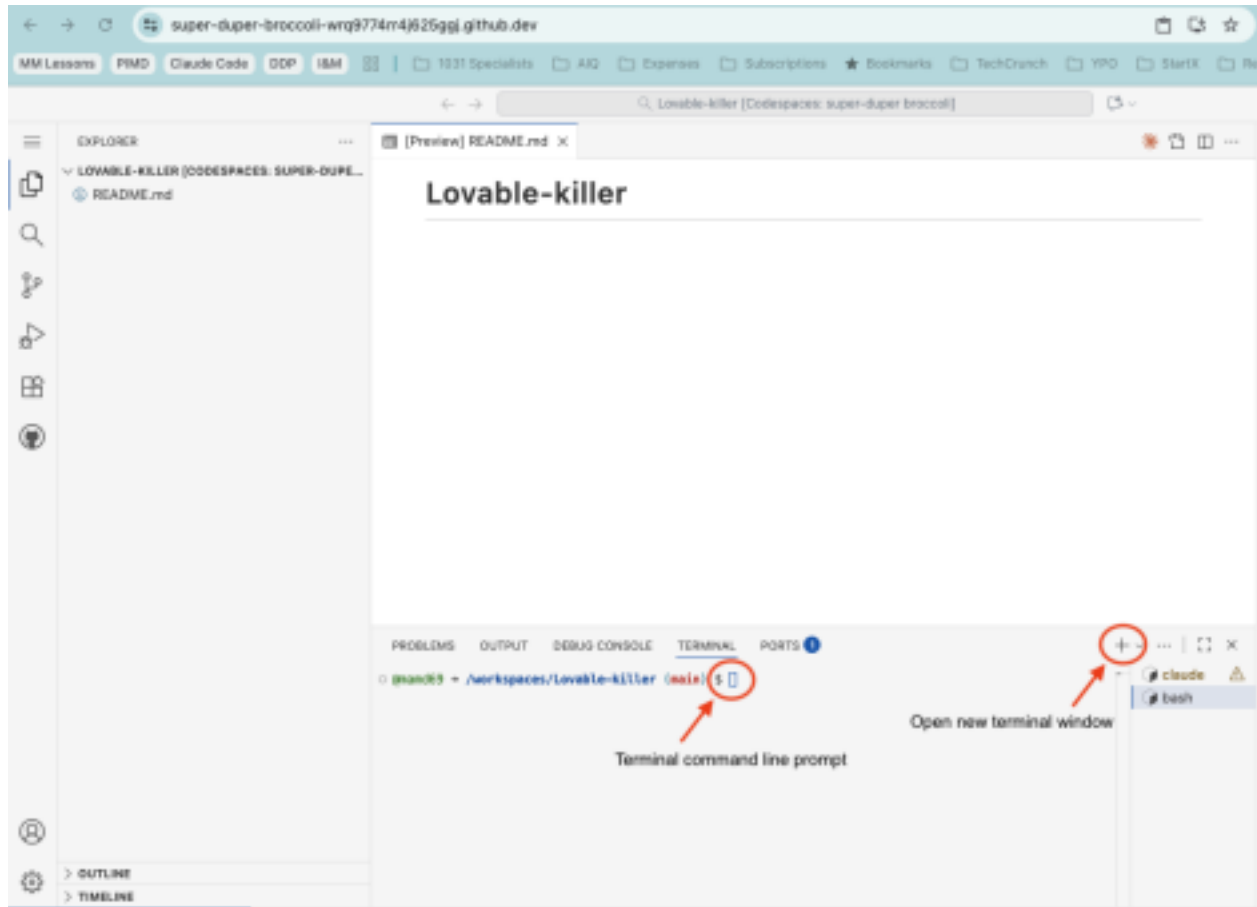 super-duper-broccoli-wrq9774rr4j625ggj.github.dev
MM Lessons PIMD Claude Code DDP I&M 1031 Specialists AIQ Expenses Subscriptions Bookmarks TechCrunch YPO StartX Re
Lovable-killer [Codespaces: super-duper broccoli]
EXPLORER
[Preview] README.md
LOVABLE-KILLER [CODESPACES: SUPER-DUPE...
README.md
Lovable-killer
PROBLEMS OUTPUT DEBUG CONSOLE TERMINAL PORTS 1
/workspaces/Lovable-killer (main) $
claude
bash
Open new terminal window
Terminal command line prompt
OUTLINE
TIMELINE